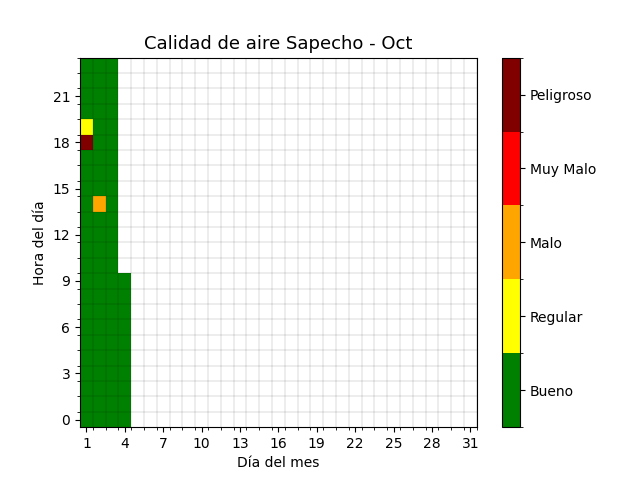 Calidad de aire Sapecho - Oct
Peligroso
Muy Malo
Malo
Regular
Bueno
Hora del día
21
18
15
12
9
6
3
0
1 4 7 10 13 16 19 22 25 28 31
Día del mes